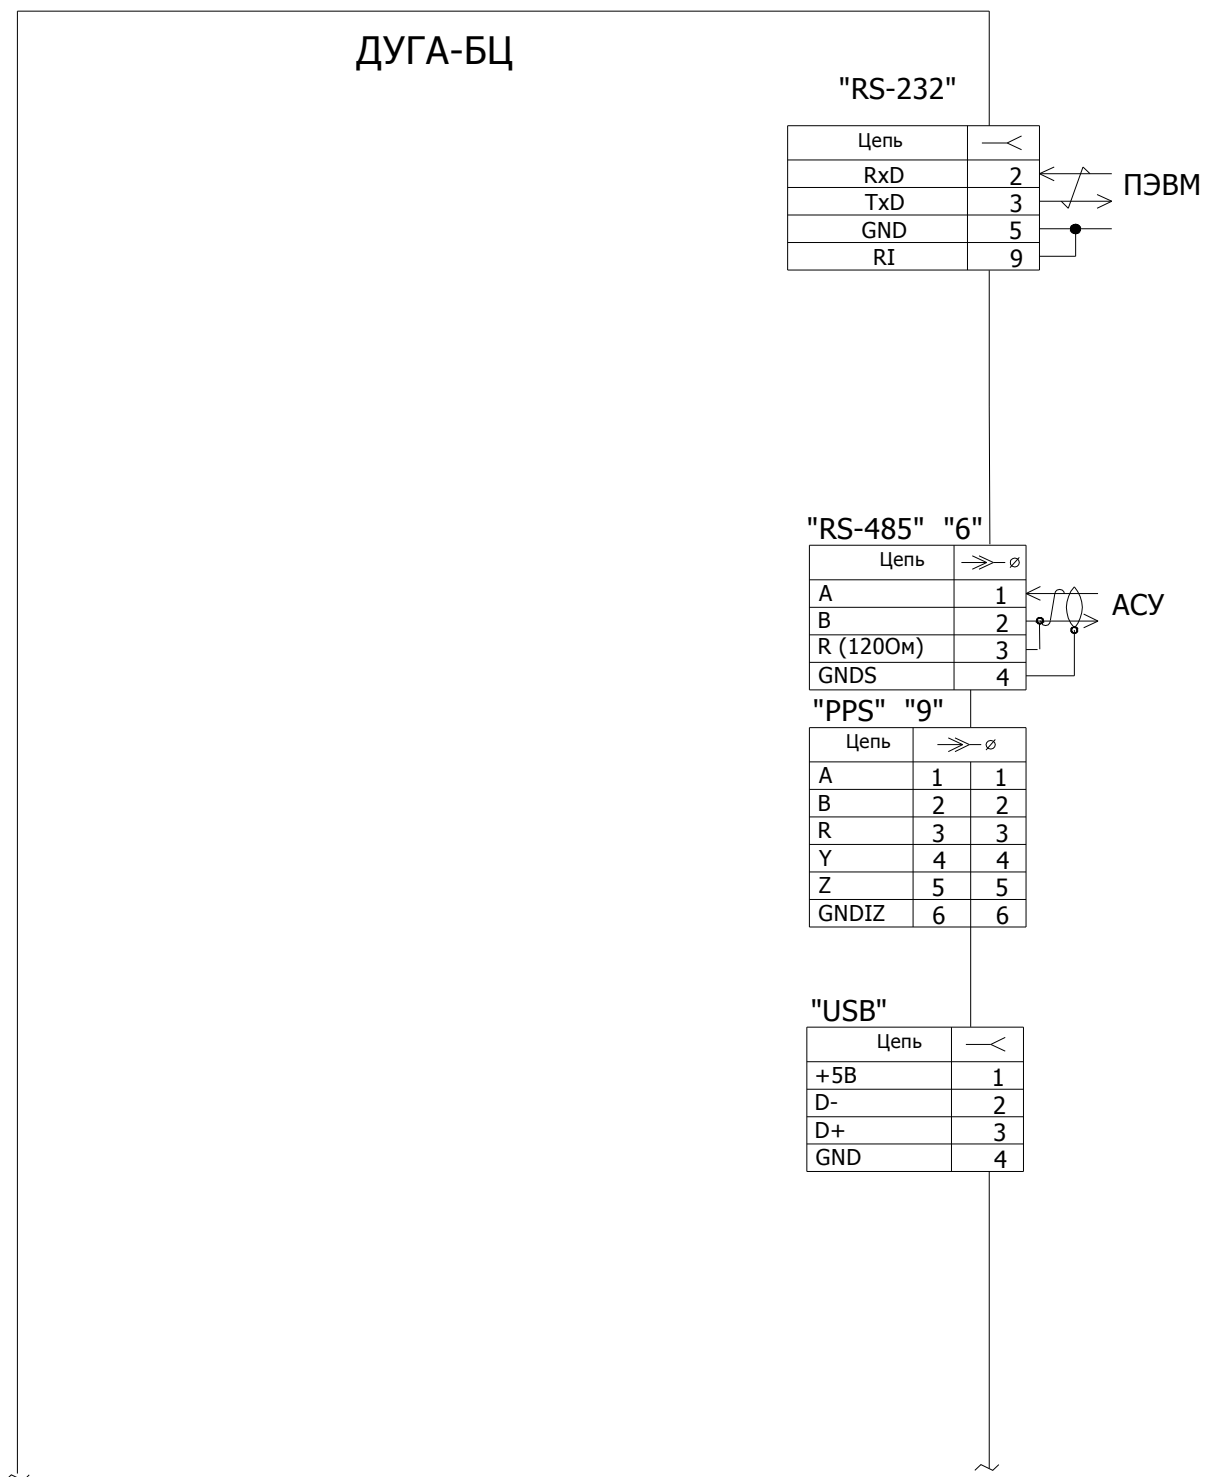 ДУГА-БЦ
"RS-232"
Цепь
RxD 2
TxD 3
GND 5
RI 9
ПЭВМ
"RS-485" "6"
Цепь
A 1
B 2
R (120Ом) 3
GNDS 4
АСУ
"PPS" "9"
Цепь
A 1 1
B 2 2
R 3 3
Y 4 4
Z 5 5
GNDIZ 6 6
"USB"
Цепь
+5В 1
D- 2
D+ 3
GND 4